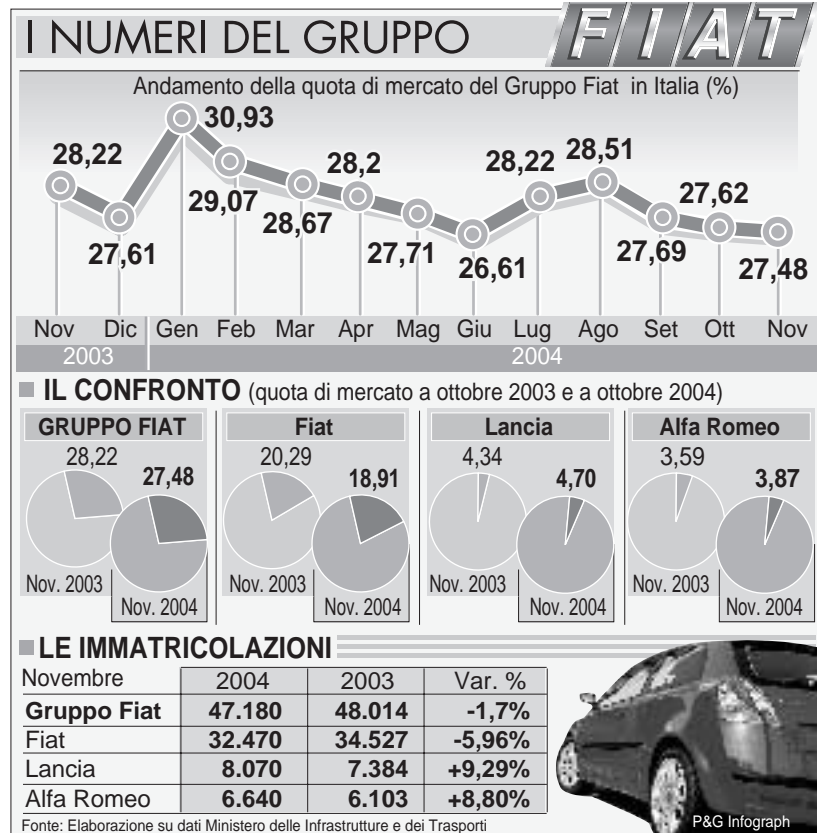 I NUMERI DEL GRUPPO FIAT
Andamento della quota di mercato del Gruppo Fiat in Italia (%)
28,22
27,61
30,93
29,07
28,67
28,2
27,71
26,61
28,22
28,51
27,69
27,62
27,48
Nov Dic Gen Feb Mar Apr Mag Giu Lug Ago Set Ott Nov
2003 2004
IL CONFRONTO (quota di mercato a ottobre 2003 e a ottobre 2004)
GRUPPO FIAT
28,22
27,48
Nov. 2003
Nov. 2004
Fiat
20,29
18,91
Nov. 2003
Nov. 2004
Lancia
4,34
4,70
Nov. 2003
Nov. 2004
Alfa Romeo
3,59
3,87
Nov. 2003
Nov. 2004
LE IMMATRICOLAZIONI
Novembre 2004 2003 Var. %
Gruppo Fiat 47.180 48.014 -1,7%
Fiat 32.470 34.527 -5,96%
Lancia 8.070 7.384 +9,29%
Alfa Romeo 6.640 6.103 +8,80%
Fonte: Elaborazione su dati Ministero delle Infrastrutture e dei Trasporti
P&G Infograph